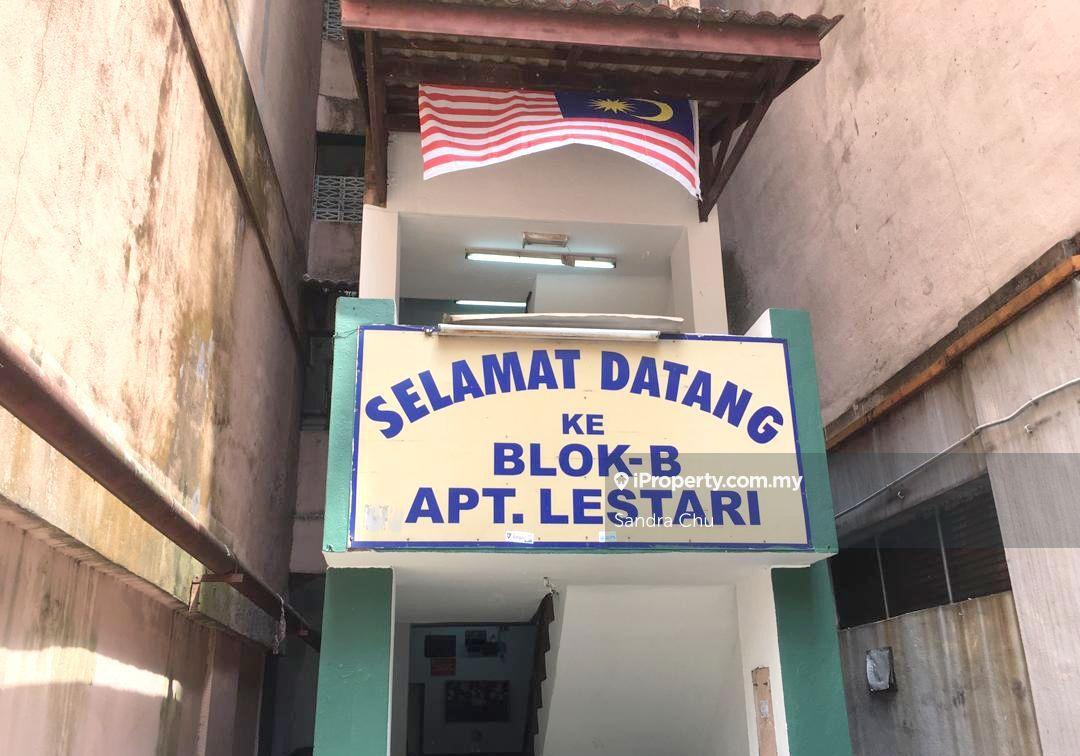 SELAMAT DATANG
KE
BLOK-B
APT. LESTARI
iProperty.com.my
Sandra Chu